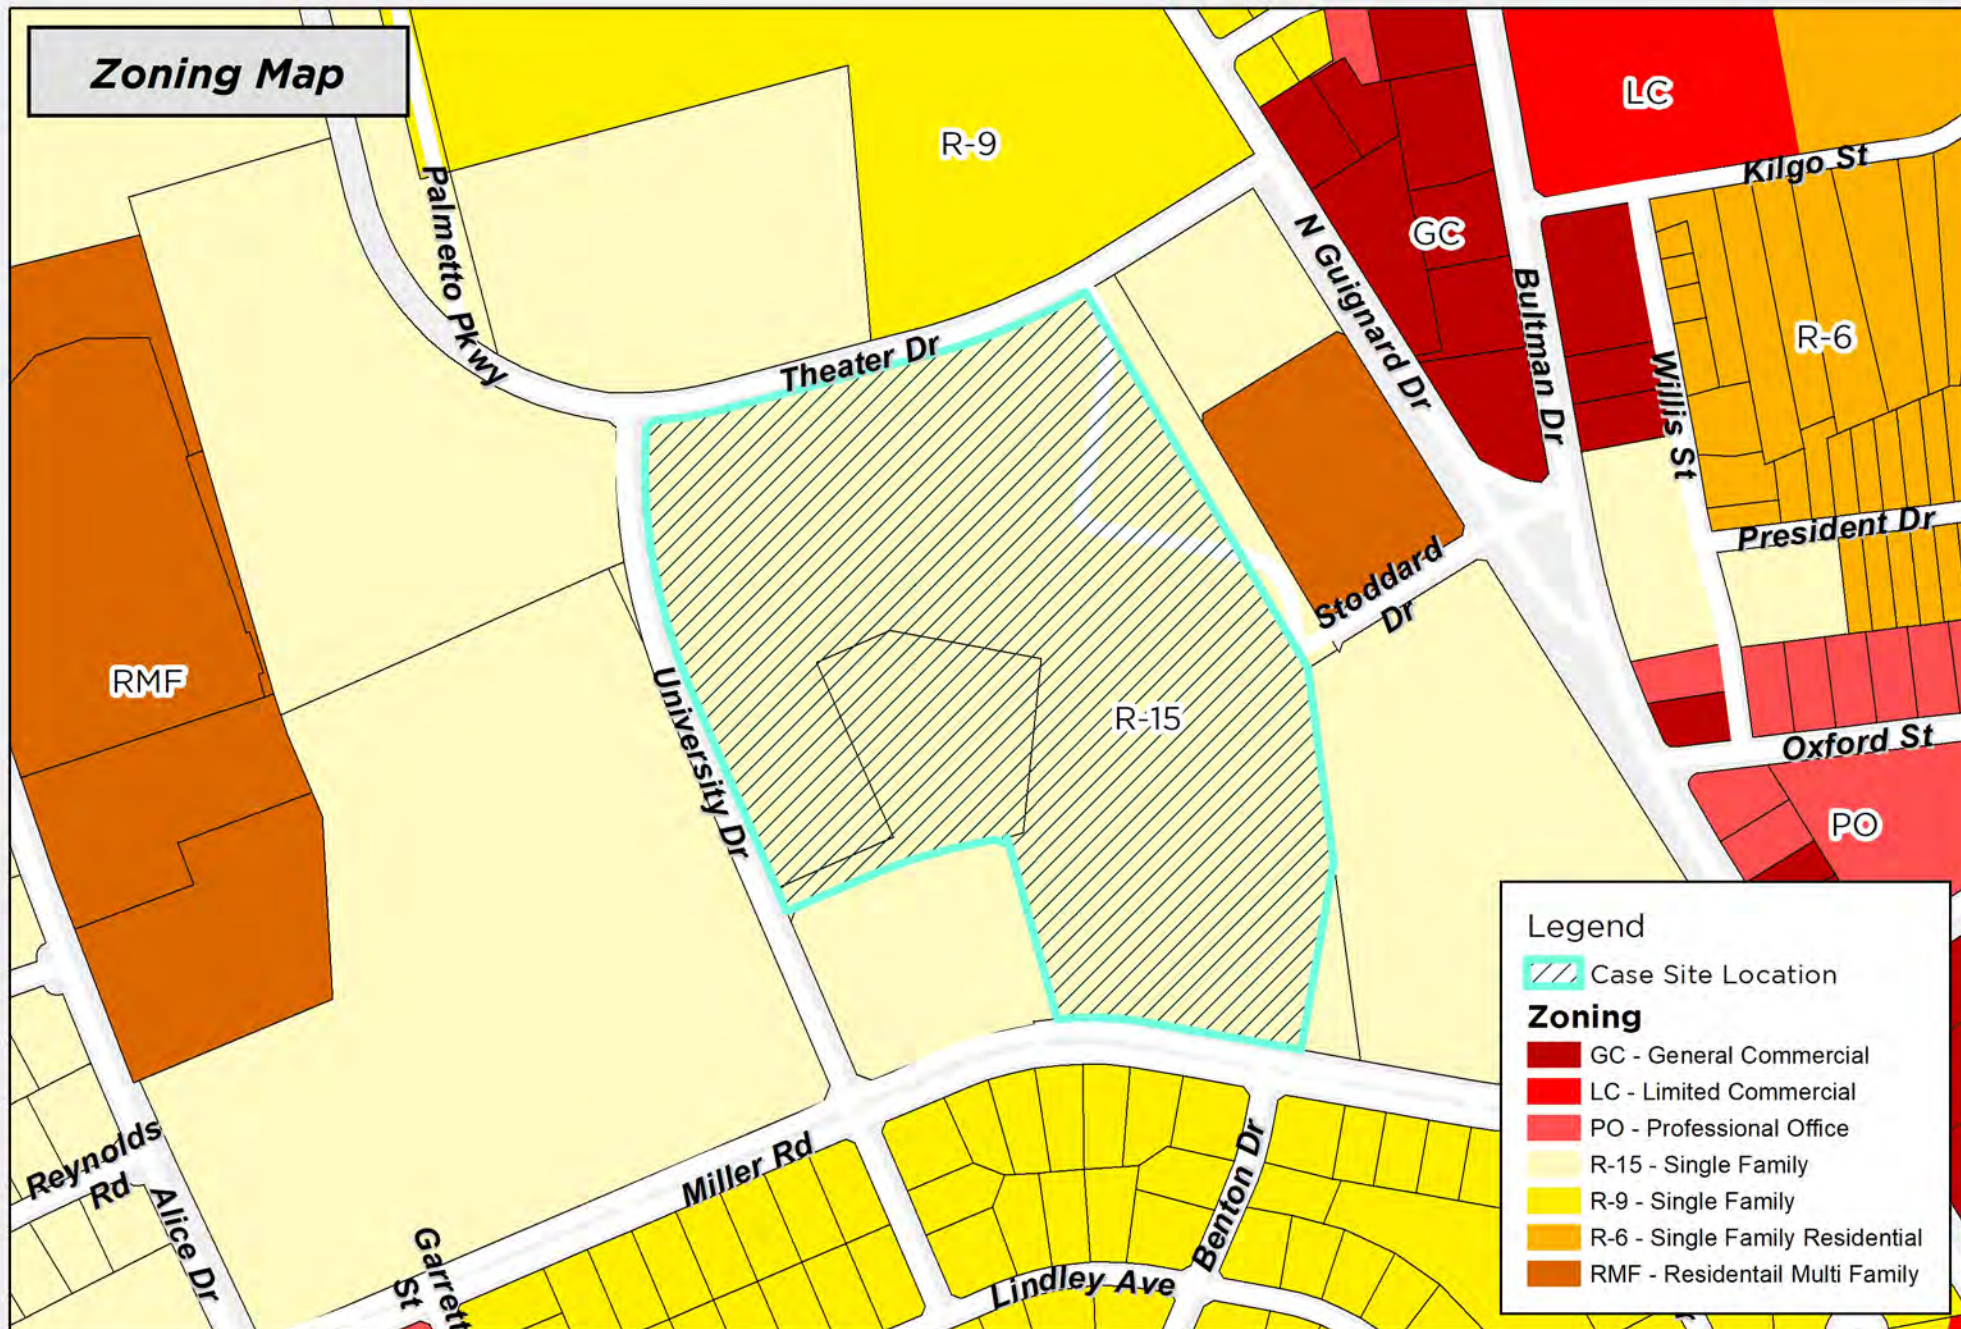 Zoning Map
R-9
LC
Kilgo St
Palmetto Pkwy
N Guignard Dr
GC
Bultman Dr
R-6
Theater Dr
Willis St
President Dr
Stoddard
Dr
RMF
University Dr
R-15
Oxford St
PO
Reynolds
Rd
Alice Dr
Miller Rd
Garrett
St
Benton Dr
Lindley Ave
Legend
Case Site Location
Zoning
GC - General Commercial
LC - Limited Commercial
PO - Professional Office
R-15 - Single Family
R-9 - Single Family
R-6 - Single Family Residential
RMF - Residentail Multi Family